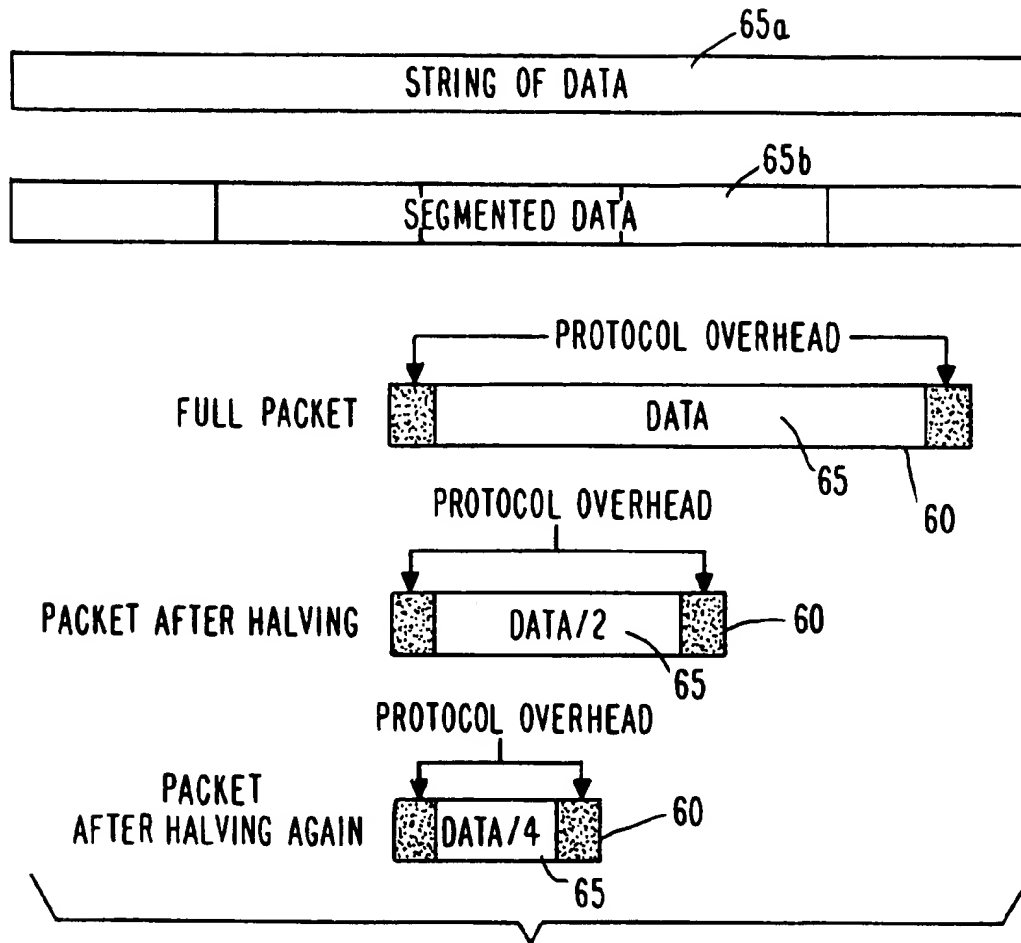 65a
STRING OF DATA
65b
SEGMENTED DATA
PROTOCOL OVERHEAD
FULL PACKET
DATA
65
60
PROTOCOL OVERHEAD
PACKET AFTER HALVING
DATA/2
60
65
PROTOCOL OVERHEAD
PACKET
AFTER HALVING AGAIN
DATA/4
60
65